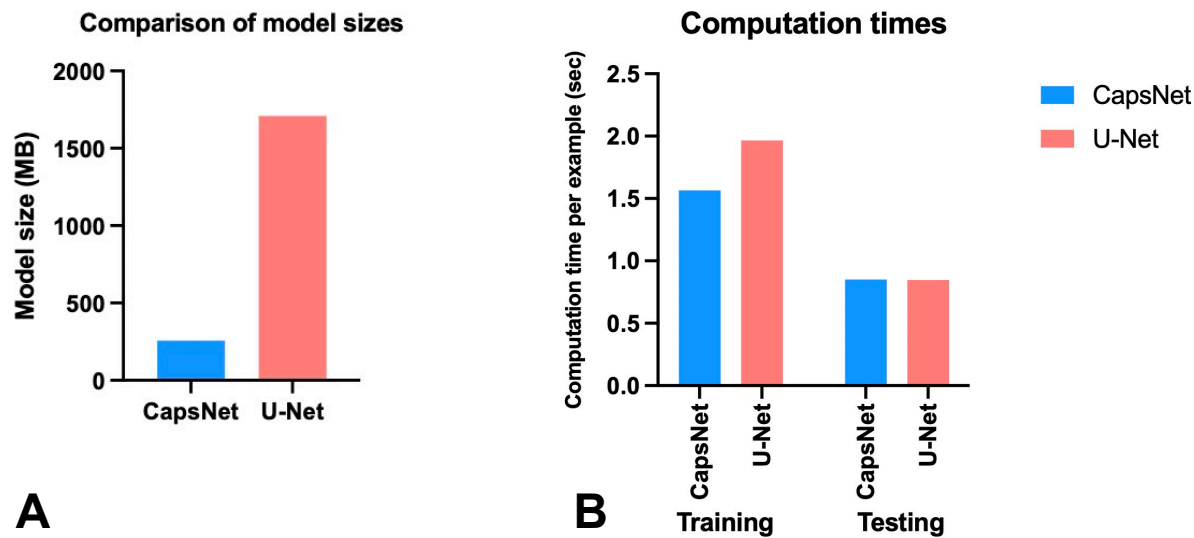 Comparison of model sizes
Model size (MB)
2000
1500
1000
500
0
CapsNet
U-Net
A
Computation times
Computation time per example (sec)
2.5
2.0
1.5
1.0
0.5
0.0
CapsNet
U-Net
CapsNet
U-Net
Training
Testing
B
CapsNet
U-Net